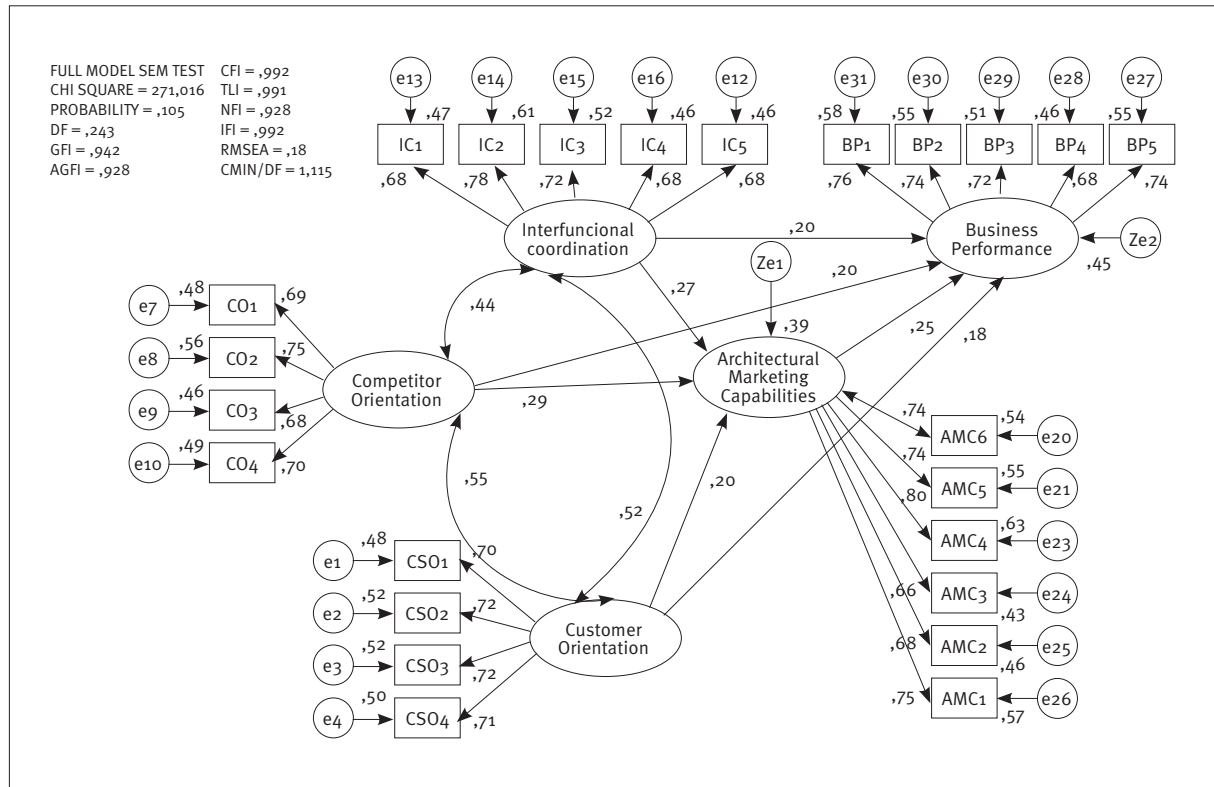 FULL MODEL SEM TEST
CHI SQUARE = 271,016
PROBABILITY = ,105
DF = ,243
GFI = ,942
AGFI = ,928
CFI = ,992
TLI = ,991
NFI = ,928
IFI = ,992
RMSEA = ,18
CMIN/DF = 1,115
e13 e14 e15 e16 e12
,47 ,61 ,52 ,46 ,46
IC1 IC2 IC3 IC4 IC5
,68 ,78 ,72 ,68 ,68
e31 e30 e29 e28 e27
,58 ,55 ,51 ,46 ,55
BP1 BP2 BP3 BP4 BP5
,76 ,74 ,72 ,68 ,74
Interfuncional
coordination
Business
Performance
Ze2
,45
,20
,20
Ze1
,27
,39
,44
e7 ,48 CO1 ,69
e8 ,56 CO2 ,75
e9 ,46 CO3 ,68
e10 ,49 CO4 ,70
Competitor
Orientation
,29
Architectural
Marketing
Capabilities
,25
,18
,55
,52
,20
,74 AMC6 ,54 e20
,74 AMC5 ,55 e21
,80 AMC4 ,63 e23
,66 AMC3 ,43 e24
,68 AMC2 ,46 e25
,75 AMC1 ,57 e26
e1 ,48 CSO1 ,70
e2 ,52 CSO2 ,72
e3 ,52 CSO3 ,72
e4 ,50 CSO4 ,71
Customer
Orientation